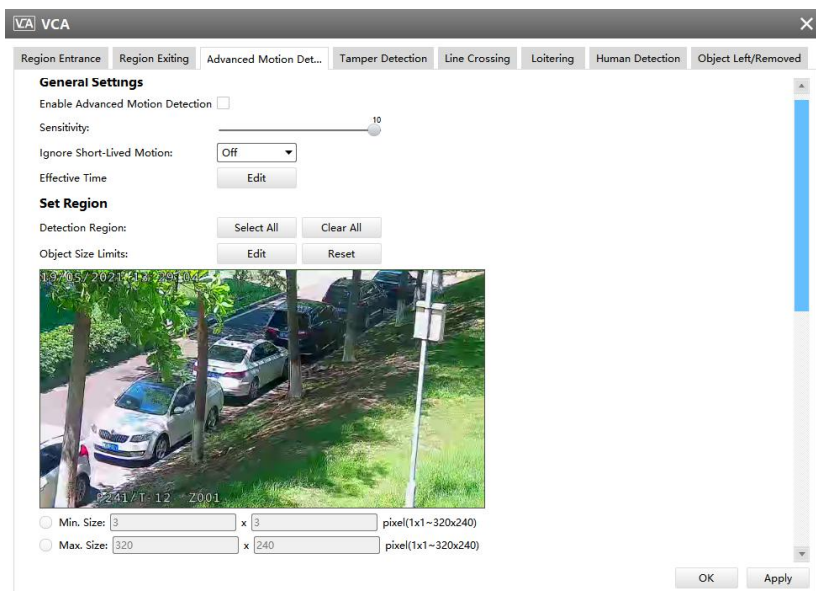 VCA VCA
Region Entrance Region Exiting Advanced Motion Det... Tamper Detection Line Crossing Loitering Human Detection Object Left/Removed
General Settings
Enable Advanced Motion Detection
Sensitivity: 10
Ignore Short-Lived Motion: Off
Effective Time Edit
Set Region
Detection Region: Select All Clear All
Object Size Limits: Edit Reset
241/T-12 Z001
Min. Size: 3 x 3 pixel(1x1~320x240)
Max. Size: 320 x 240 pixel(1x1~320x240)
OK Apply